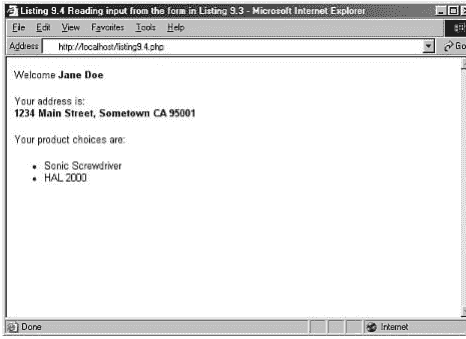 Listing 9.4 Reading input from the form in Listing 9.3 - Microsoft Internet Explorer
File Edit View Favorites Tools Help
Address http://localhost/listing9.4.php Go
Welcome Jane Doe
Your address is:
1234 Main Street, Sometown CA 95001
Your product choices are:
• Sonic Screwdriver
• HAL 2000
Done Internet